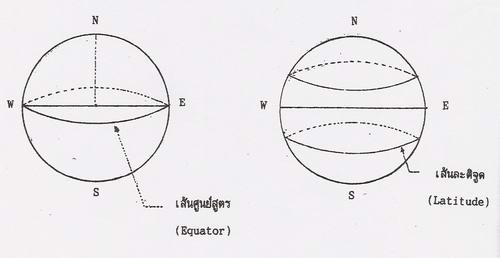 N
W E
S
เส้นศูนย์สูตร
(Equator)
N
W E
S
เส้นละติจูด
(Latitude)